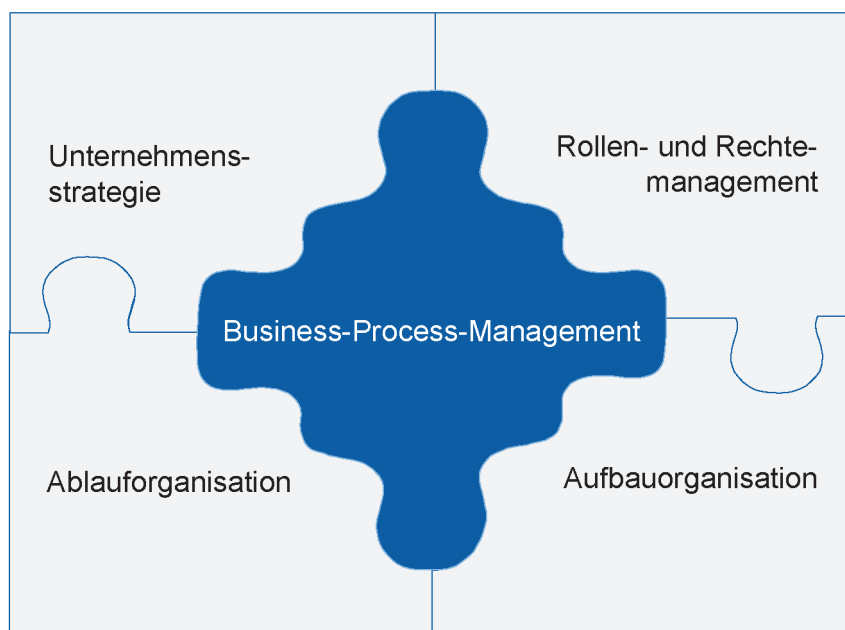 Unternehmens-
strategie
Rollen- und Rechte-
management
Business-Process-Management
Ablauforganisation
Aufbauorganisation